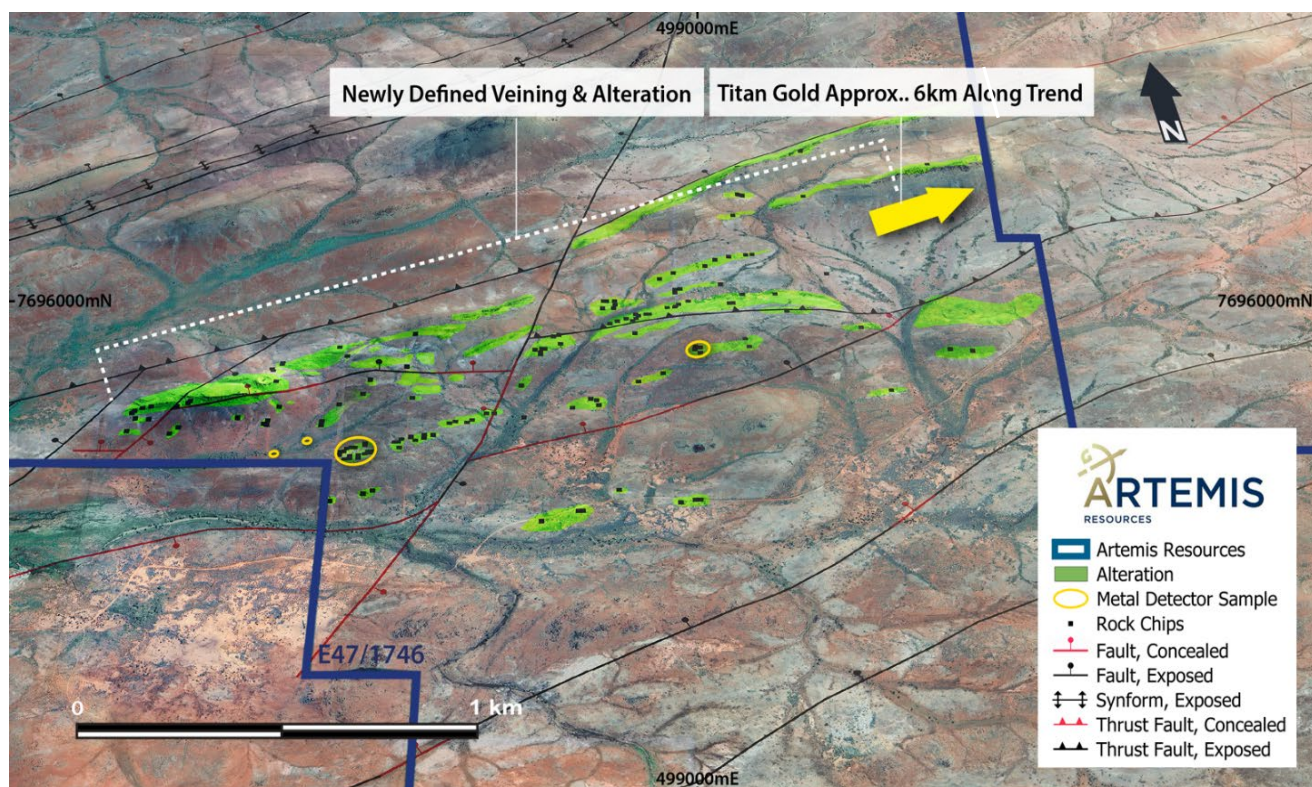 499000mE
Newly Defined Veining & Alteration
Titan Gold Approx.. 6km Along Trend
N
7696000mN
7696000mN
E47/1746
0
1 km
499000mE
ARTEMIS
RESOURCES
Artemis Resources
Alteration
Metal Detector Sample
Rock Chips
Fault, Concealed
Fault, Exposed
Synform, Exposed
Thrust Fault, Concealed
Thrust Fault, Exposed